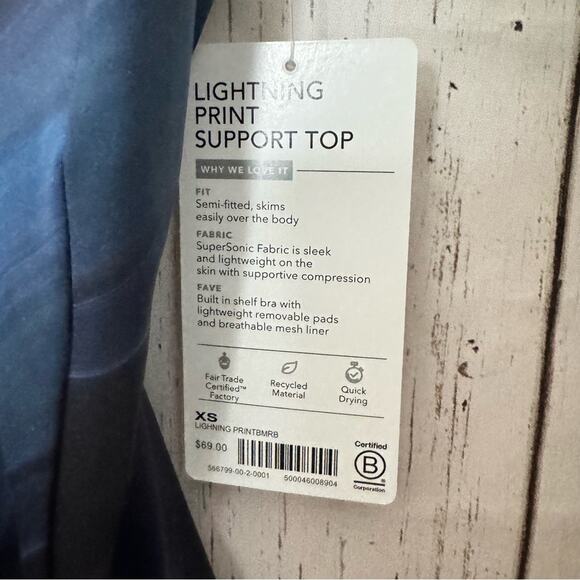 LIGHTNING
PRINT
SUPPORT TOP
WHY WE LOVE IT
FIT
Semi-fitted, skims
easily over the body
FABRIC
SuperSonic Fabric is sleek
and lightweight on the
skin with supportive compression
FAVE
Built in shelf bra with
lightweight removable pads
and breathable mesh liner
Fair Trade
Certified™
Factory
Recycled
Material
Quick
Drying
XS
LIGHNING PRINTBMRB
$69.00
566799-00-2-0001 500046008904
Certified
B
®
Corporation